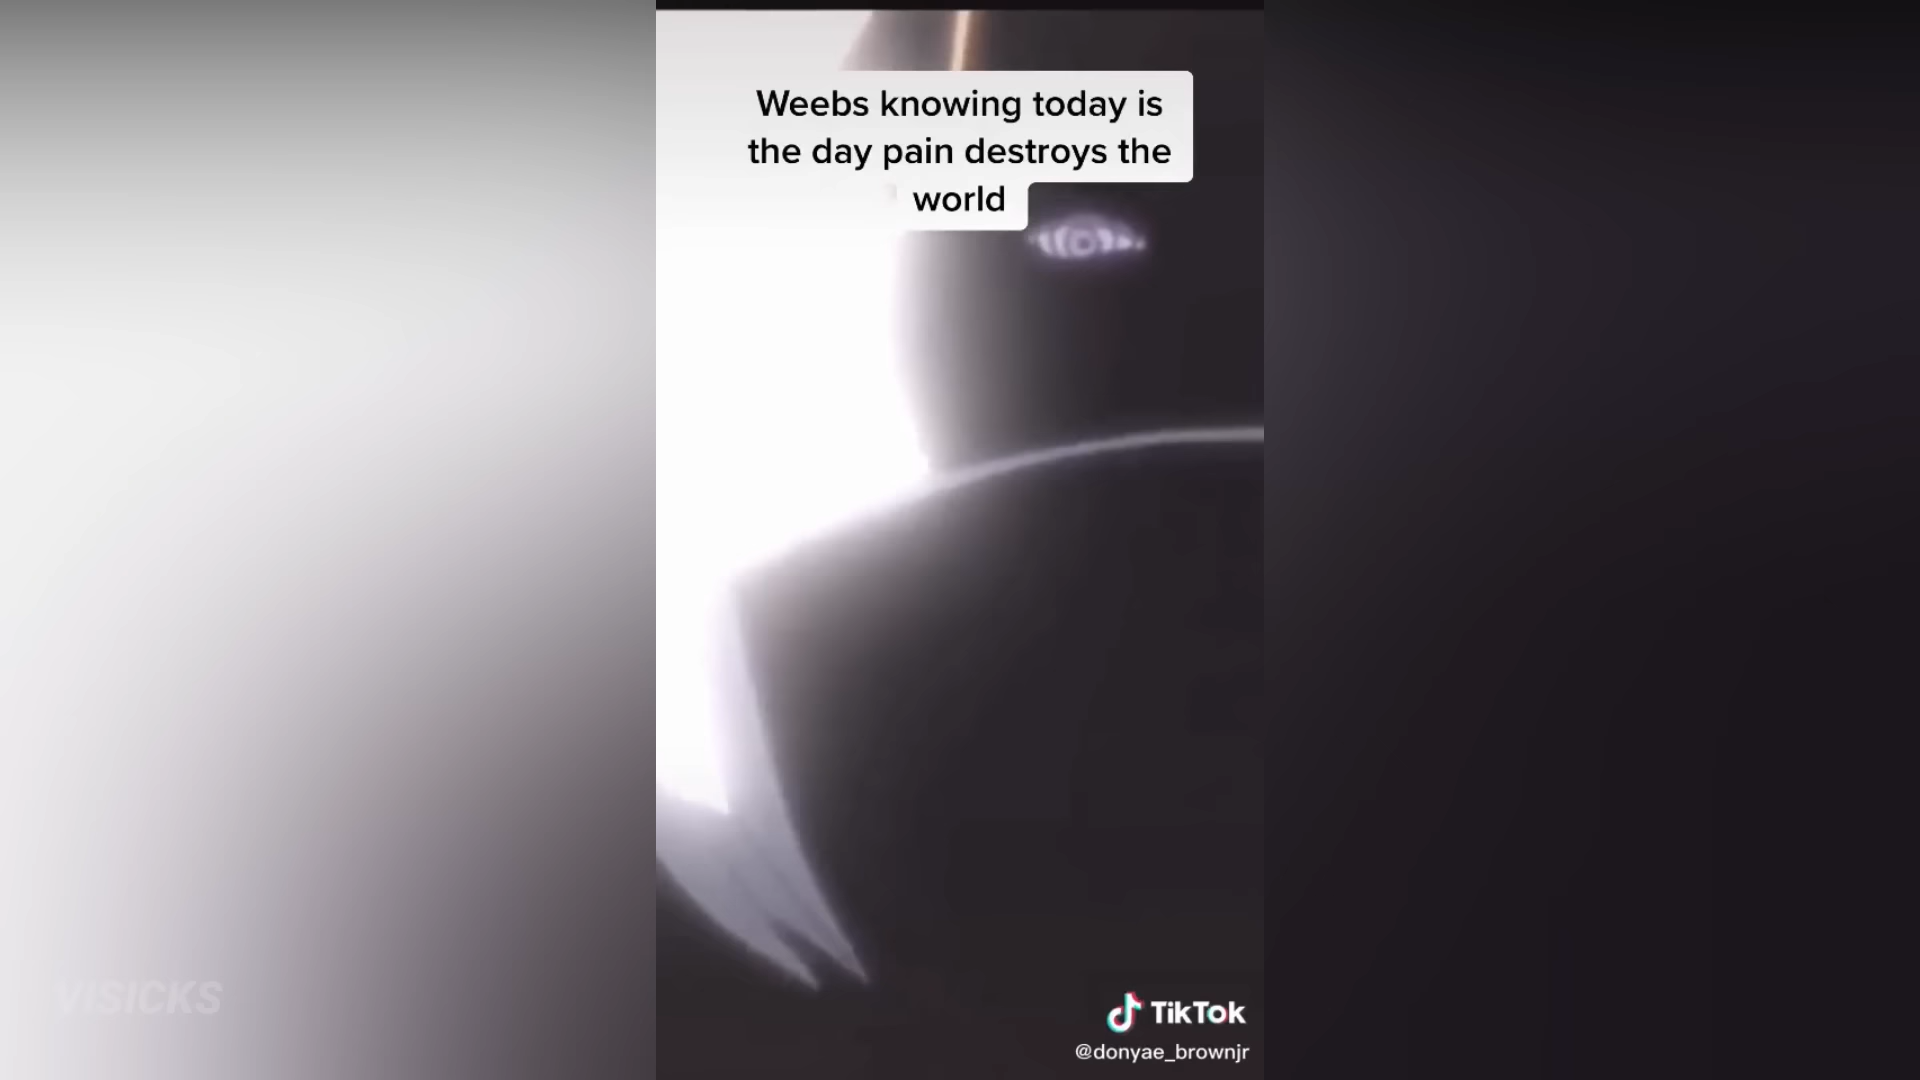 Weebs knowing today is
the day pain destroys the
world
VISICKS
TikTok
@donyae_brownjr